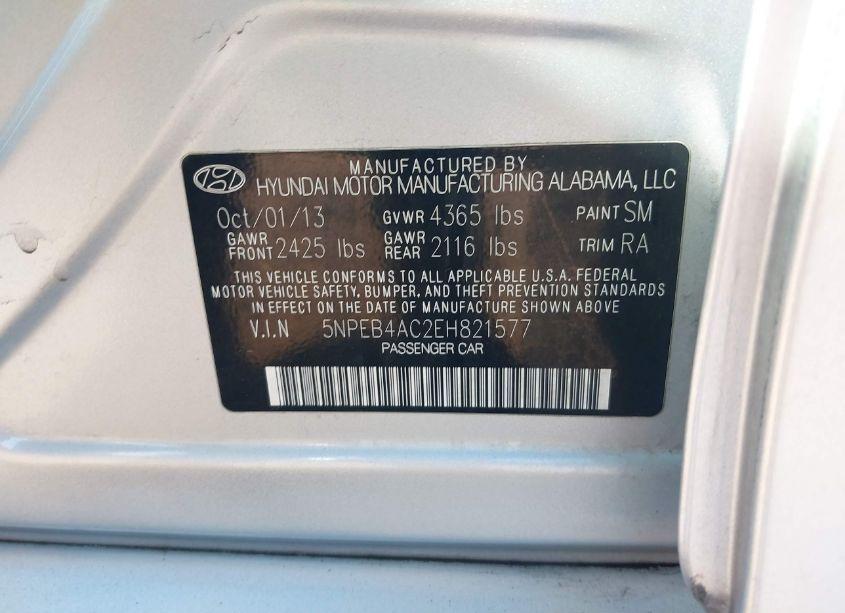 MANUFACTURED BY
HYUNDAI MOTOR MANUFACTURING ALABAMA, LLC
Oct/01/13 GVWR 4365 lbs PAINT SM
GAWR FRONT 2425 lbs GAWR REAR 2116 lbs TRIM RA
THIS VEHICLE CONFORMS TO ALL APPLICABLE U.S.A. FEDERAL
MOTOR VEHICLE SAFETY, BUMPER, AND THEFT PREVENTION STANDARDS
IN EFFECT ON THE DATE OF MANUFACTURE SHOWN ABOVE
V.I.N 5NPEB4AC2EH821577
PASSENGER CAR